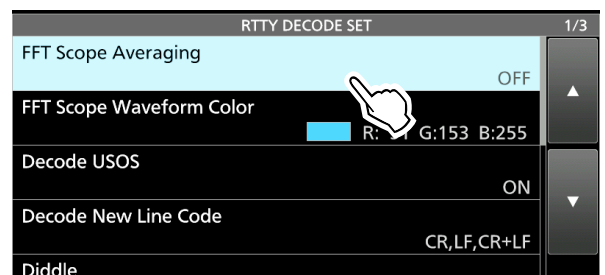 RTTY DECODE SET 1/3
FFT Scope Averaging
OFF
FFT Scope Waveform Color
R: G:153 B:255
Decode USOS
ON
Decode New Line Code
CR,LF,CR+LF
Diddle